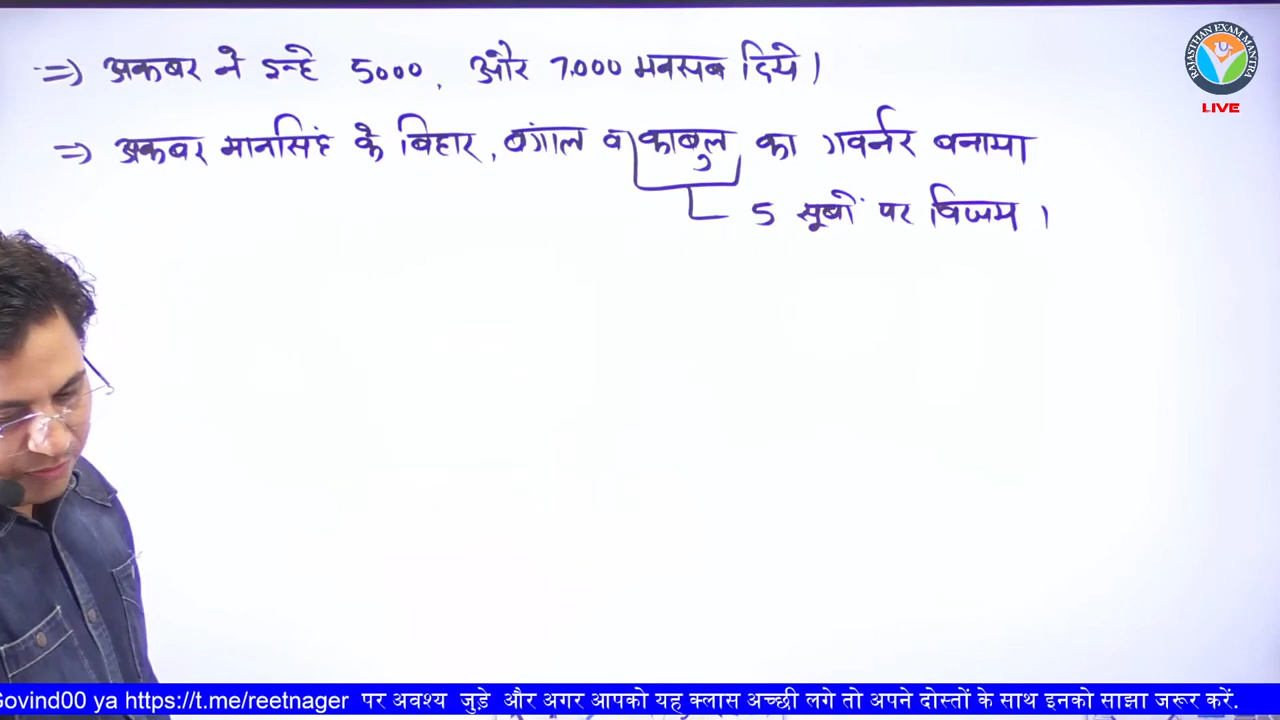 ⇒ अकबर ने इन्हे 5000, और 7000 मनसब दिये।
⇒ अकबर मानसिंह के बिहार, बंगाल व काबुल का गवर्नर बनाया
5 सूबों पर विजय।
RAJASTHAN EXAM MANTRA
LIVE
Govind00 ya https://t.me/reetnager पर अवश्य जुड़े और अगर आपको यह क्लास अच्छी लगे तो अपने दोस्तों के साथ इनको साझा जरूर करें.